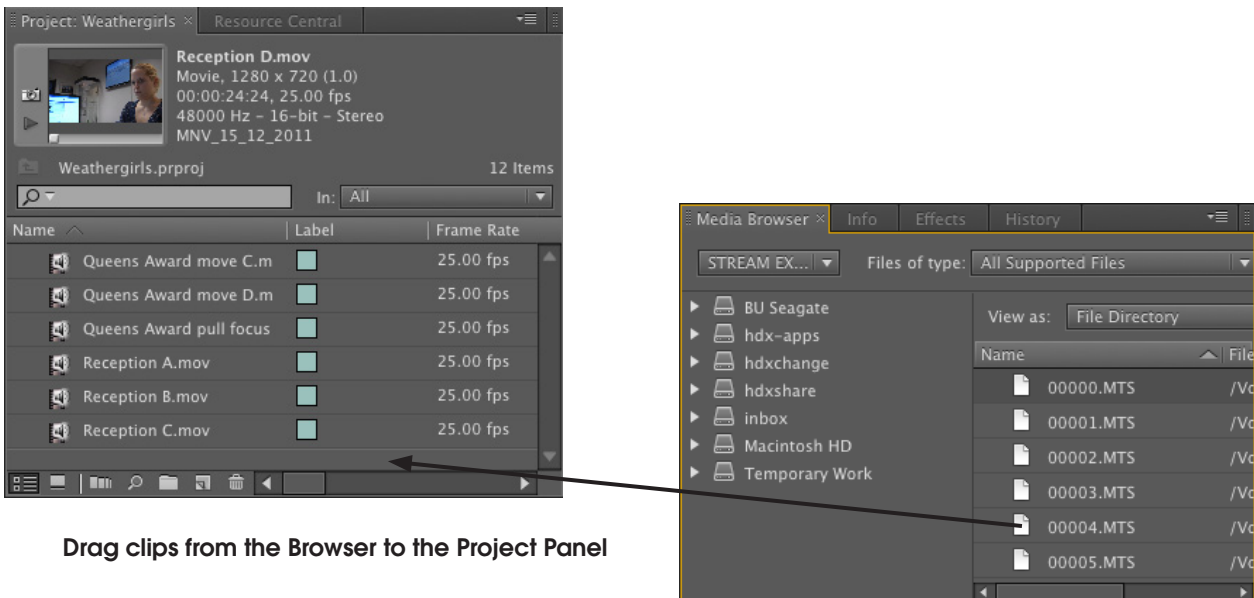 Project: Weathergirls × Resource Central
Reception D.mov
Movie, 1280 x 720 (1.0)
00:00:24:24, 25.00 fps
48000 Hz – 16-bit – Stereo
MNV_15_12_2011
Weathergirls.prproj 12 Items
In: All
Name Label Frame Rate
Queens Award move C.m 25.00 fps
Queens Award move D.m 25.00 fps
Queens Award pull focus 25.00 fps
Reception A.mov 25.00 fps
Reception B.mov 25.00 fps
Reception C.mov 25.00 fps
Drag clips from the Browser to the Project Panel
Media Browser × Info Effects History
STREAM EX... Files of type: All Supported Files
BU Seagate
hdx-apps
hdxchange
hdxshare
inbox
Macintosh HD
Temporary Work
View as: File Directory
Name File
00000.MTS /Vo
00001.MTS /Vo
00002.MTS /Vo
00003.MTS /Vo
00004.MTS /Vo
00005.MTS /Vo